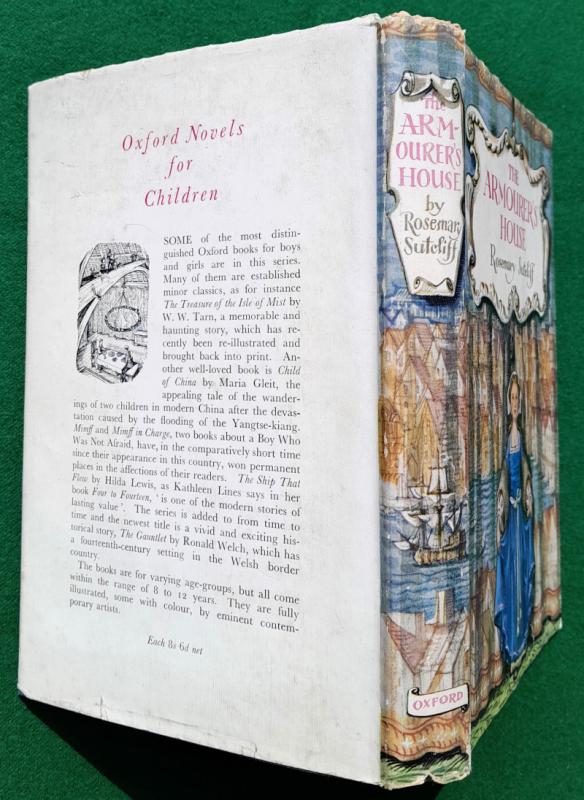 Oxford Novels
for
Children
SOME of the most distin-
guished Oxford books for boys
and girls are in this series.
Many of them are established
minor classics, as for instance
The Treasure of the Isle of Mist by
W. W. Tarn, a memorable and
haunting story, which has re-
cently been re-illustrated and
brought back into print. An-
other well-loved book is Child
of China by Maria Gleit, the
appealing tale of the wander-
ings of two children in modern China after the devas-
tation caused by the flooding of the Yangtse-kiang.
Mimff and Mimff in Charge, two books about a Boy Who
Was Not Afraid, have, in the comparatively short time
since their appearance in this country, won permanent
places in the affections of their readers. The Ship That
Flew by Hilda Lewis, as Kathleen Lines says in her
book Four to Fourteen, 'is one of the modern stories of
lasting value'. The series is added to from time to
time and the newest title is a vivid and exciting his-
torical story, The Gauntlet by Ronald Welch, which has
a fourteenth-century setting in the Welsh border
country.
The books are for varying age-groups, but all come
within the range of 8 to 12 years. They are fully
illustrated, some with colour, by eminent contem-
porary artists.
Each 8s 6d net
The
ARM-
OURER'S
HOUSE
by
Rosemary
Sutcliff
OXFORD
THE
ARMOURER'S
HOUSE
Rosemary Sutcliff